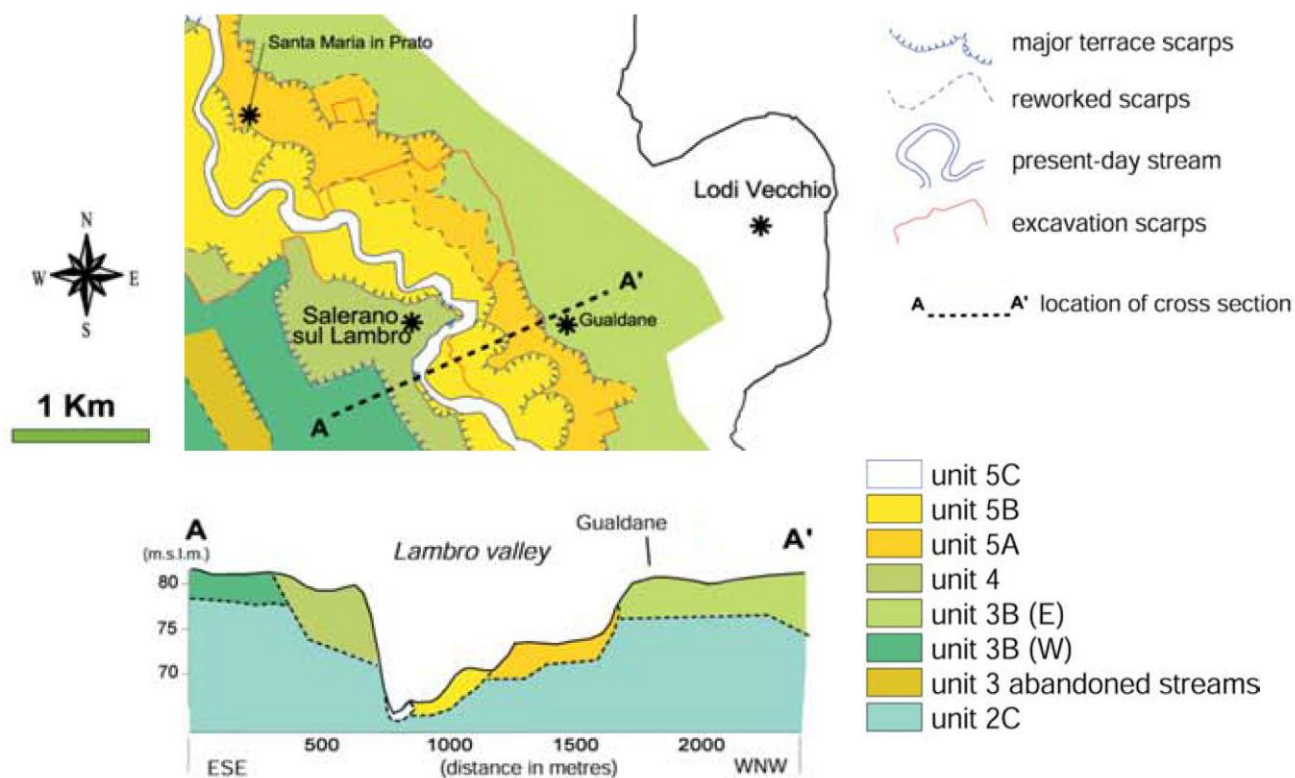 Santa Maria in Prato
Lodi Vecchio
N
W E
S
Salerano
sul Lambro
A'
Gualdane
A
1 Km
major terrace scarps
reworked scarps
present-day stream
excavation scarps
A A' location of cross section
unit 5C
unit 5B
unit 5A
unit 4
unit 3B (E)
unit 3B (W)
unit 3 abandoned streams
unit 2C
A
(m.s.l.m.)
Lambro valley
Gualdane
A'
80
75
70
500 1000 1500 2000
ESE (distance in metres) WNW